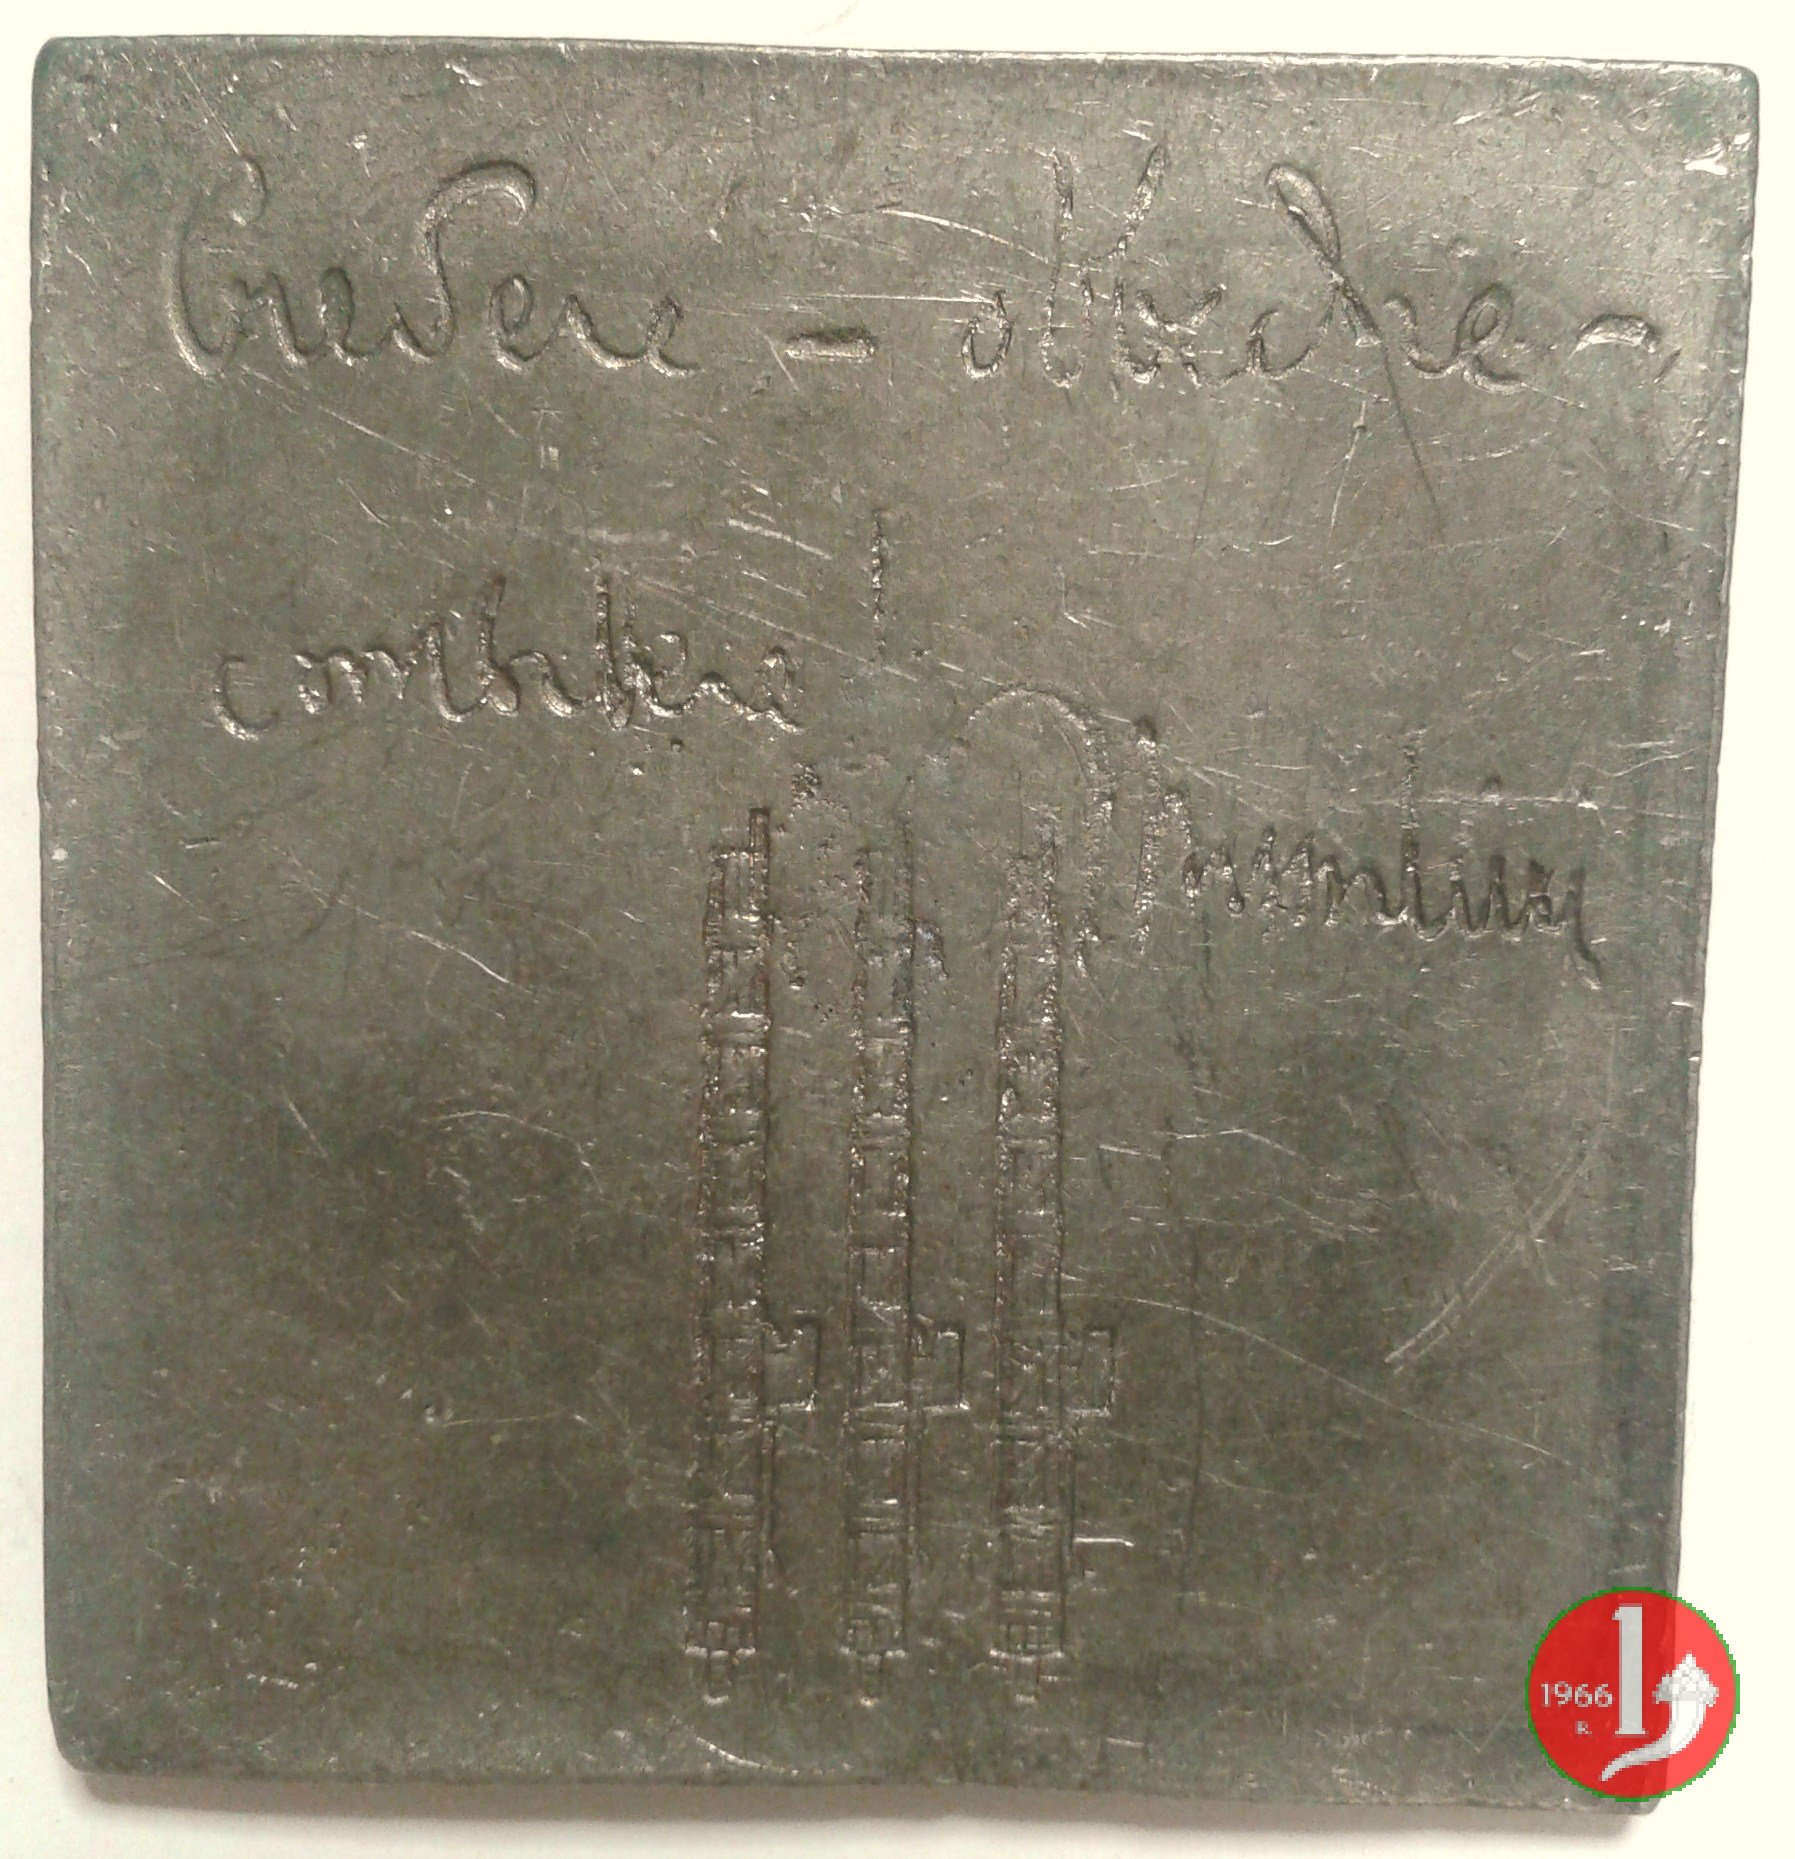 Credere - obbedire -
combattere
Mussolini
1966
R.